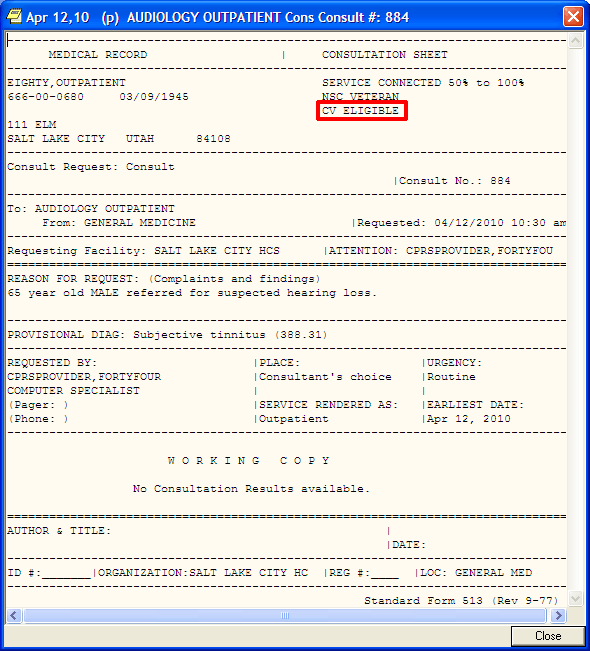 Apr 12,10 (p) AUDIOLOGY OUTPATIENT Cons Consult #: 884
MEDICAL RECORD | CONSULTATION SHEET
EIGHTY,OUTPATIENT SERVICE CONNECTED 50% to 100%
666-00-0680 03/09/1945 NSC VETERAN
CV ELIGIBLE
111 ELM
SALT LAKE CITY UTAH 84108
Consult Request: Consult
|Consult No.: 884
To: AUDIOLOGY OUTPATIENT
From: GENERAL MEDICINE |Requested: 04/12/2010 10:30 am
Requesting Facility: SALT LAKE CITY HCS |ATTENTION: CPRSPROVIDER,FORTYFOU
REASON FOR REQUEST: (Complaints and findings)
65 year old MALE referred for suspected hearing loss.
PROVISIONAL DIAG: Subjective tinnitus (388.31)
REQUESTED BY: |PLACE: |URGENCY:
CPRSPROVIDER,FORTYFOUR |Consultant's choice |Routine
COMPUTER SPECIALIST | |
(Pager: ) |SERVICE RENDERED AS: |EARLIEST DATE:
(Phone: ) |Outpatient |Apr 12, 2010
W O R K I N G C O P Y
No Consultation Results available.
AUTHOR & TITLE: |
|DATE:
ID #:_______|ORGANIZATION:SALT LAKE CITY HC |REG #:____ |LOC: GENERAL MED
Standard Form 513 (Rev 9-77)
Close